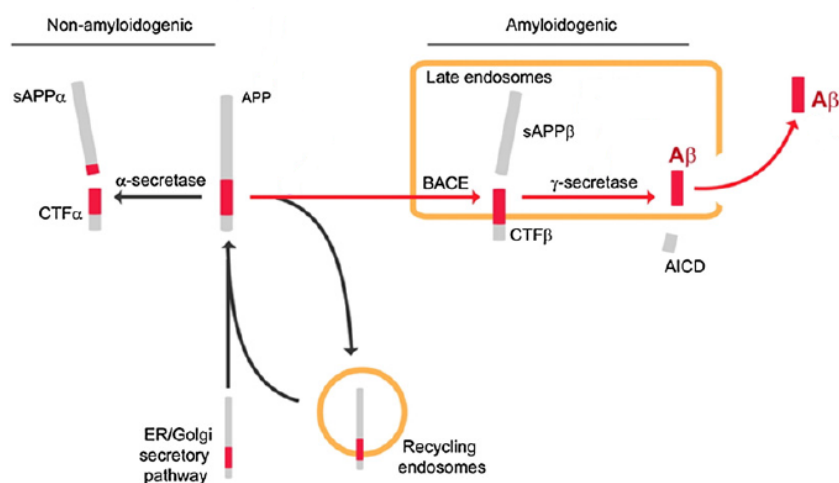 Non-amyloidogenic
Amyloidogenic
sAPPα
APP
Late endosomes
sAPPβ
Aβ
Aβ
α-secretase
BACE
γ-secretase
CTFα
CTFβ
AICD
ER/Golgi
secretory
pathway
Recycling
endosomes